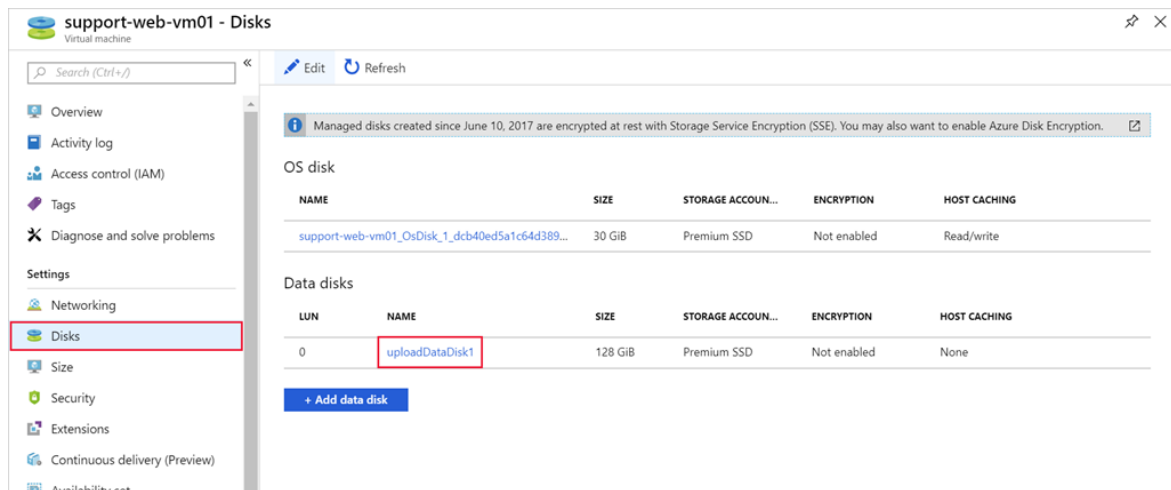 support-web-vm01 - Disks
Virtual machine
Search (Ctrl+/)
«
Edit
Refresh
Overview
Activity log
Access control (IAM)
Tags
Diagnose and solve problems
Settings
Networking
Disks
Size
Security
Extensions
Continuous delivery (Preview)
Availability set
Managed disks created since June 10, 2017 are encrypted at rest with Storage Service Encryption (SSE). You may also want to enable Azure Disk Encryption.
OS disk
NAME SIZE STORAGE ACCOUN... ENCRYPTION HOST CACHING
support-web-vm01_OsDisk_1_dcb40ed5a1c64d389... 30 GiB Premium SSD Not enabled Read/write
Data disks
LUN NAME SIZE STORAGE ACCOUN... ENCRYPTION HOST CACHING
0 uploadDataDisk1 128 GiB Premium SSD Not enabled None
+ Add data disk